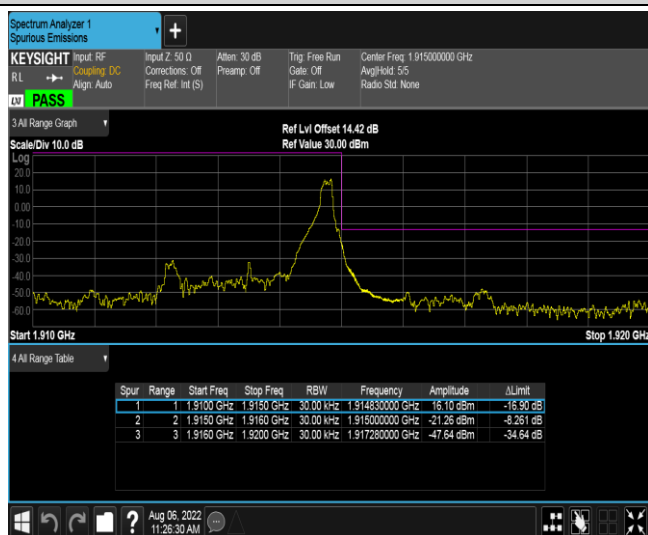 Spectrum Analyzer 1
Spurious Emissions
+
KEYSIGHT
RL
LXI PASS
Input: RF
Coupling: DC
Align: Auto
Input Z: 50 Ω
Corrections: Off
Freq Ref: Int (S)
Atten: 30 dB
Preamp: Off
Trig: Free Run
Gate: Off
IF Gain: Low
Center Freq: 1.915000000 GHz
Avg|Hold: 5/5
Radio Std: None
3 All Range Graph
Scale/Div 10.0 dB
Ref Lvl Offset 14.42 dB
Ref Value 30.00 dBm
Log
20.0
10.0
0.00
-10.0
-20.0
-30.0
-40.0
-50.0
-60.0
Start 1.910 GHz
Stop 1.920 GHz
4 All Range Table
Spur Range Start Freq Stop Freq RBW Frequency Amplitude ΔLimit
1 1 1.9100 GHz 1.9150 GHz 30.00 kHz 1.914830000 GHz 16.10 dBm -16.90 dB
2 2 1.9150 GHz 1.9160 GHz 30.00 kHz 1.915000000 GHz -21.26 dBm -8.261 dB
3 3 1.9160 GHz 1.9200 GHz 30.00 kHz 1.917280000 GHz -47.64 dBm -34.64 dB
?
Aug 06, 2022
11:26:30 AM